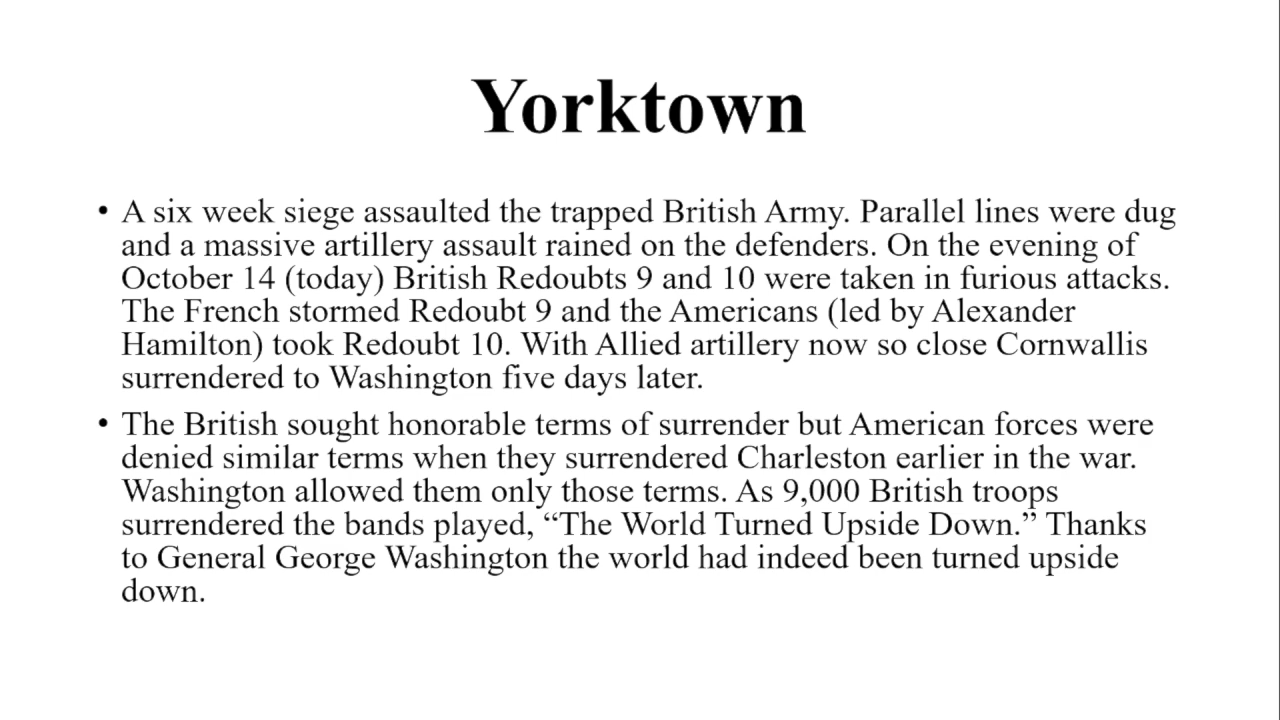 Yorktown
• A six week siege assaulted the trapped British Army. Parallel lines were dug
and a massive artillery assault rained on the defenders. On the evening of
October 14 (today) British Redoubts 9 and 10 were taken in furious attacks.
The French stormed Redoubt 9 and the Americans (led by Alexander
Hamilton) took Redoubt 10. With Allied artillery now so close Cornwallis
surrendered to Washington five days later.
• The British sought honorable terms of surrender but American forces were
denied similar terms when they surrendered Charleston earlier in the war.
Washington allowed them only those terms. As 9,000 British troops
surrendered the bands played, “The World Turned Upside Down.” Thanks
to General George Washington the world had indeed been turned upside
down.